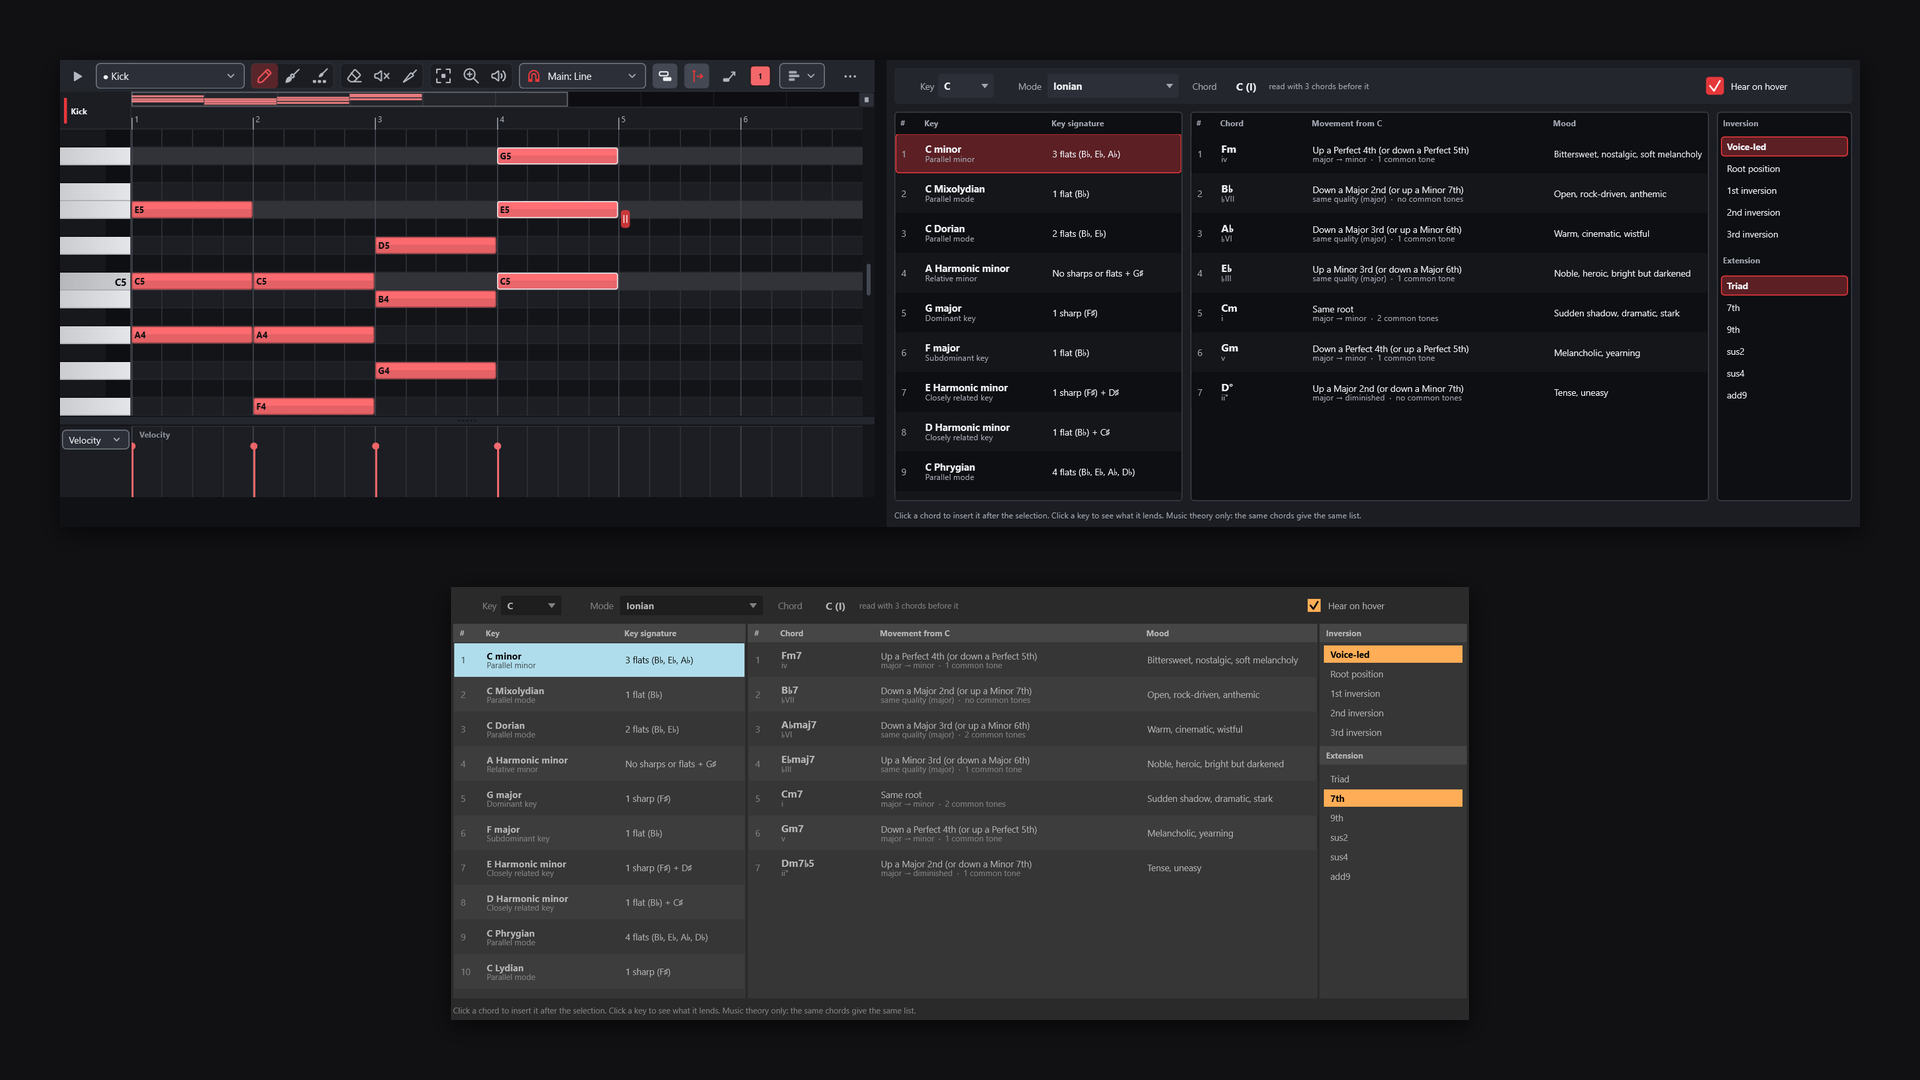 ● Kick
Main: Line
1
Kick
1 2 3 4 5 6
G5
E5 E5
D5
C5
C5 C5 C5
B4
A4 A4
G4
F4
Velocity
Velocity
Key C Mode Ionian Chord C (I) read with 3 chords before it Hear on hover
# Key Key signature
1 C minor 3 flats (B♭, E♭, A♭)
Parallel minor
2 C Mixolydian 1 flat (B♭)
Parallel mode
3 C Dorian 2 flats (B♭, E♭)
Parallel mode
4 A Harmonic minor No sharps or flats + G♯
Relative minor
5 G major 1 sharp (F♯)
Dominant key
6 F major 1 flat (B♭)
Subdominant key
7 E Harmonic minor 1 sharp (F♯) + D♯
Closely related key
8 D Harmonic minor 1 flat (B♭) + C♯
Closely related key
9 C Phrygian 4 flats (B♭, E♭, A♭, D♭)
Parallel mode
# Chord Movement from C Mood
1 Fm Up a Perfect 4th (or down a Perfect 5th) Bittersweet, nostalgic, soft melancholy
iv major → minor · 1 common tone
2 B♭ Down a Major 2nd (or up a Minor 7th) Open, rock-driven, anthemic
♭VII same quality (major) · no common tones
3 A♭ Down a Major 3rd (or up a Minor 6th) Warm, cinematic, wistful
♭VI same quality (major) · 1 common tone
4 E♭ Up a Minor 3rd (or down a Major 6th) Noble, heroic, bright but darkened
♭III same quality (major) · 1 common tone
5 Cm Same root Sudden shadow, dramatic, stark
i major → minor · 2 common tones
6 Gm Down a Perfect 4th (or up a Perfect 5th) Melancholic, yearning
v major → minor · 1 common tone
7 D° Up a Major 2nd (or down a Minor 7th) Tense, uneasy
ii° major → diminished · no common tones
Inversion
Voice-led
Root position
1st inversion
2nd inversion
3rd inversion
Extension
Triad
7th
9th
sus2
sus4
add9
Click a chord to insert it after the selection. Click a key to see what it lends. Music theory only: the same chords give the same list.
Key C Mode Ionian Chord C (I) read with 3 chords before it Hear on hover
# Key Key signature
1 C minor 3 flats (B♭, E♭, A♭)
Parallel minor
2 C Mixolydian 1 flat (B♭)
Parallel mode
3 C Dorian 2 flats (B♭, E♭)
Parallel mode
4 A Harmonic minor No sharps or flats + G♯
Relative minor
5 G major 1 sharp (F♯)
Dominant key
6 F major 1 flat (B♭)
Subdominant key
7 E Harmonic minor 1 sharp (F♯) + D♯
Closely related key
8 D Harmonic minor 1 flat (B♭) + C♯
Closely related key
9 C Phrygian 4 flats (B♭, E♭, A♭, D♭)
Parallel mode
10 C Lydian 1 sharp (F♯)
Parallel mode
# Chord Movement from C Mood
1 Fm7 Up a Perfect 4th (or down a Perfect 5th) Bittersweet, nostalgic, soft melancholy
iv major → minor · 1 common tone
2 B♭7 Down a Major 2nd (or up a Minor 7th) Open, rock-driven, anthemic
♭VII same quality (major) · no common tones
3 A♭maj7 Down a Major 3rd (or up a Minor 6th) Warm, cinematic, wistful
♭VI same quality (major) · 2 common tones
4 E♭maj7 Up a Minor 3rd (or down a Major 6th) Noble, heroic, bright but darkened
♭III same quality (major) · 1 common tone
5 Cm7 Same root Sudden shadow, dramatic, stark
i major → minor · 2 common tones
6 Gm7 Down a Perfect 4th (or up a Perfect 5th) Melancholic, yearning
v major → minor · 1 common tone
7 Dm7♭5 Up a Major 2nd (or down a Minor 7th) Tense, uneasy
ii° major → diminished · 1 common tone
Inversion
Voice-led
Root position
1st inversion
2nd inversion
3rd inversion
Extension
Triad
7th
9th
sus2
sus4
add9
Click a chord to insert it after the selection. Click a key to see what it lends. Music theory only: the same chords give the same list.